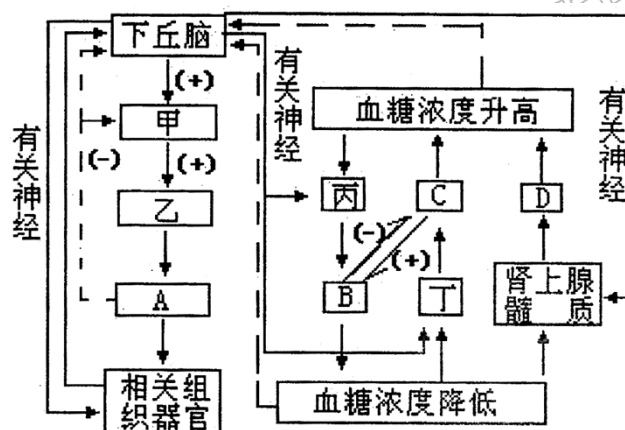 下丘脑
(+)
甲
(-)
(+)
乙
A
相关组
织器官
有关神经
有关神经
血糖浓度升高
丙
C
D
(-)
(+)
B
丁
肾上腺
髓 质
血糖浓度降低
有关神经